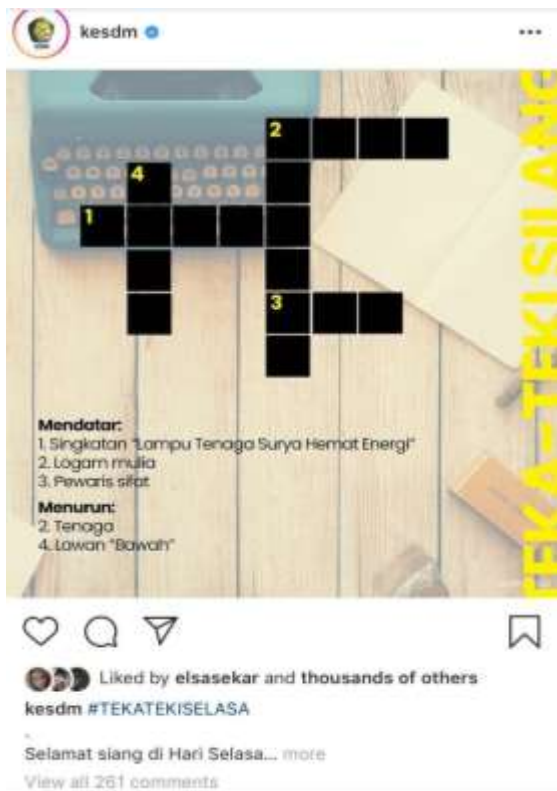 kesdm
2
4
1
3
TEKA-TEKI SILANG
Mendatar:
1. Singkatan "Lampu Tenaga Surya Hemat Energi"
2. Logam mulia
3. Pewaris sifat
Menurun:
2. Tenaga
4. Lawan "Bawah"
Liked by elsasekar and thousands of others
kesdm #TEKATEKISELASA
.
Selamat siang di Hari Selasa... more
View all 261 comments